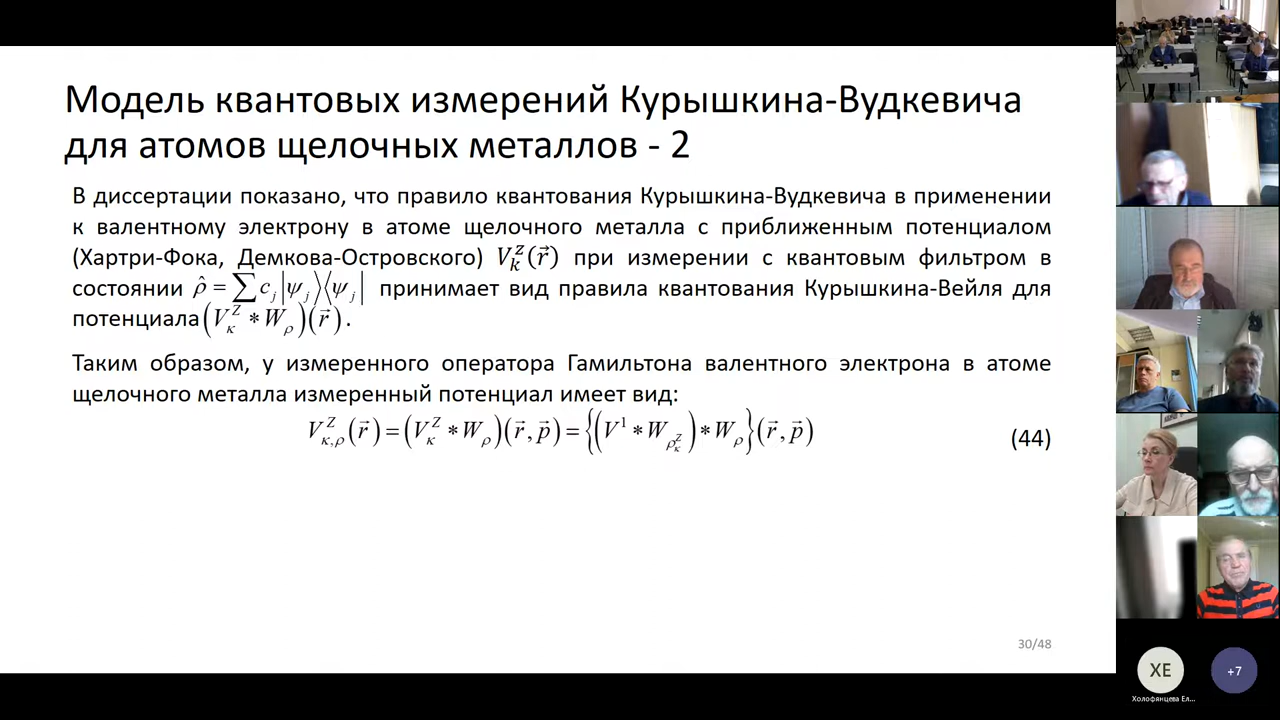 Модель квантовых измерений Курышкина-Вудкевича
для атомов щелочных металлов - 2
В диссертации показано, что правило квантования Курышкина-Вудкевича в применении
к валентному электрону в атоме щелочного металла с приближенным потенциалом
(Хартри-Фока, Демкова-Островского) V_k^z(r⃗) при измерении с квантовым фильтром в
состоянии ρ̂ = ∑ c_j |ψ_j⟩⟨ψ_j| принимает вид правила квантования Курышкина-Вейля для
потенциала (V_κ^Z * W_ρ)(r⃗).
Таким образом, у измеренного оператора Гамильтона валентного электрона в атоме
щелочного металла измеренный потенциал имеет вид:
V_{κ,ρ}^Z (r⃗) = (V_κ^Z * W_ρ)(r⃗, p⃗) = {(V^1 * W_{ρ_κ^Z}) * W_ρ}(r⃗, p⃗) (44)
30/48
XE
+7
Холофянцева Ел...